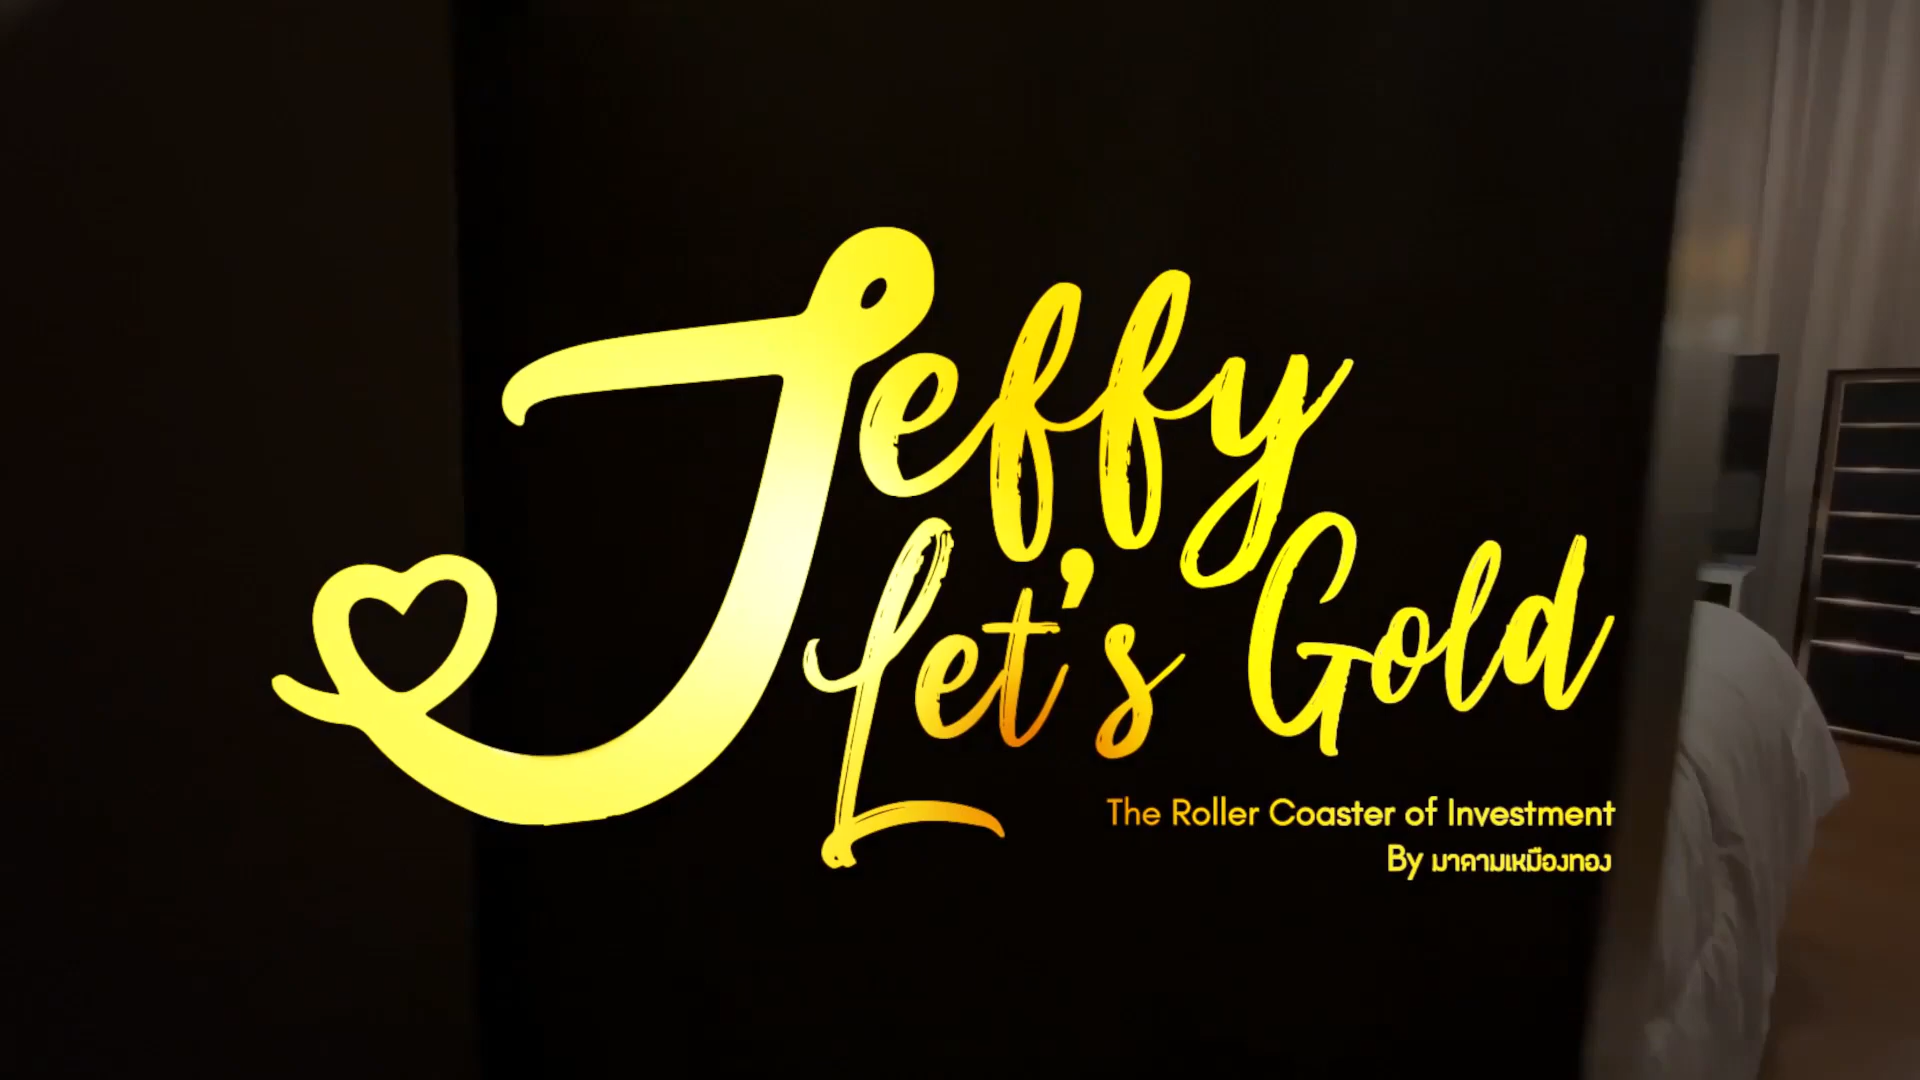 Jeffy
Let's Gold
The Roller Coaster of Investment
By มาดามเหมืองทอง